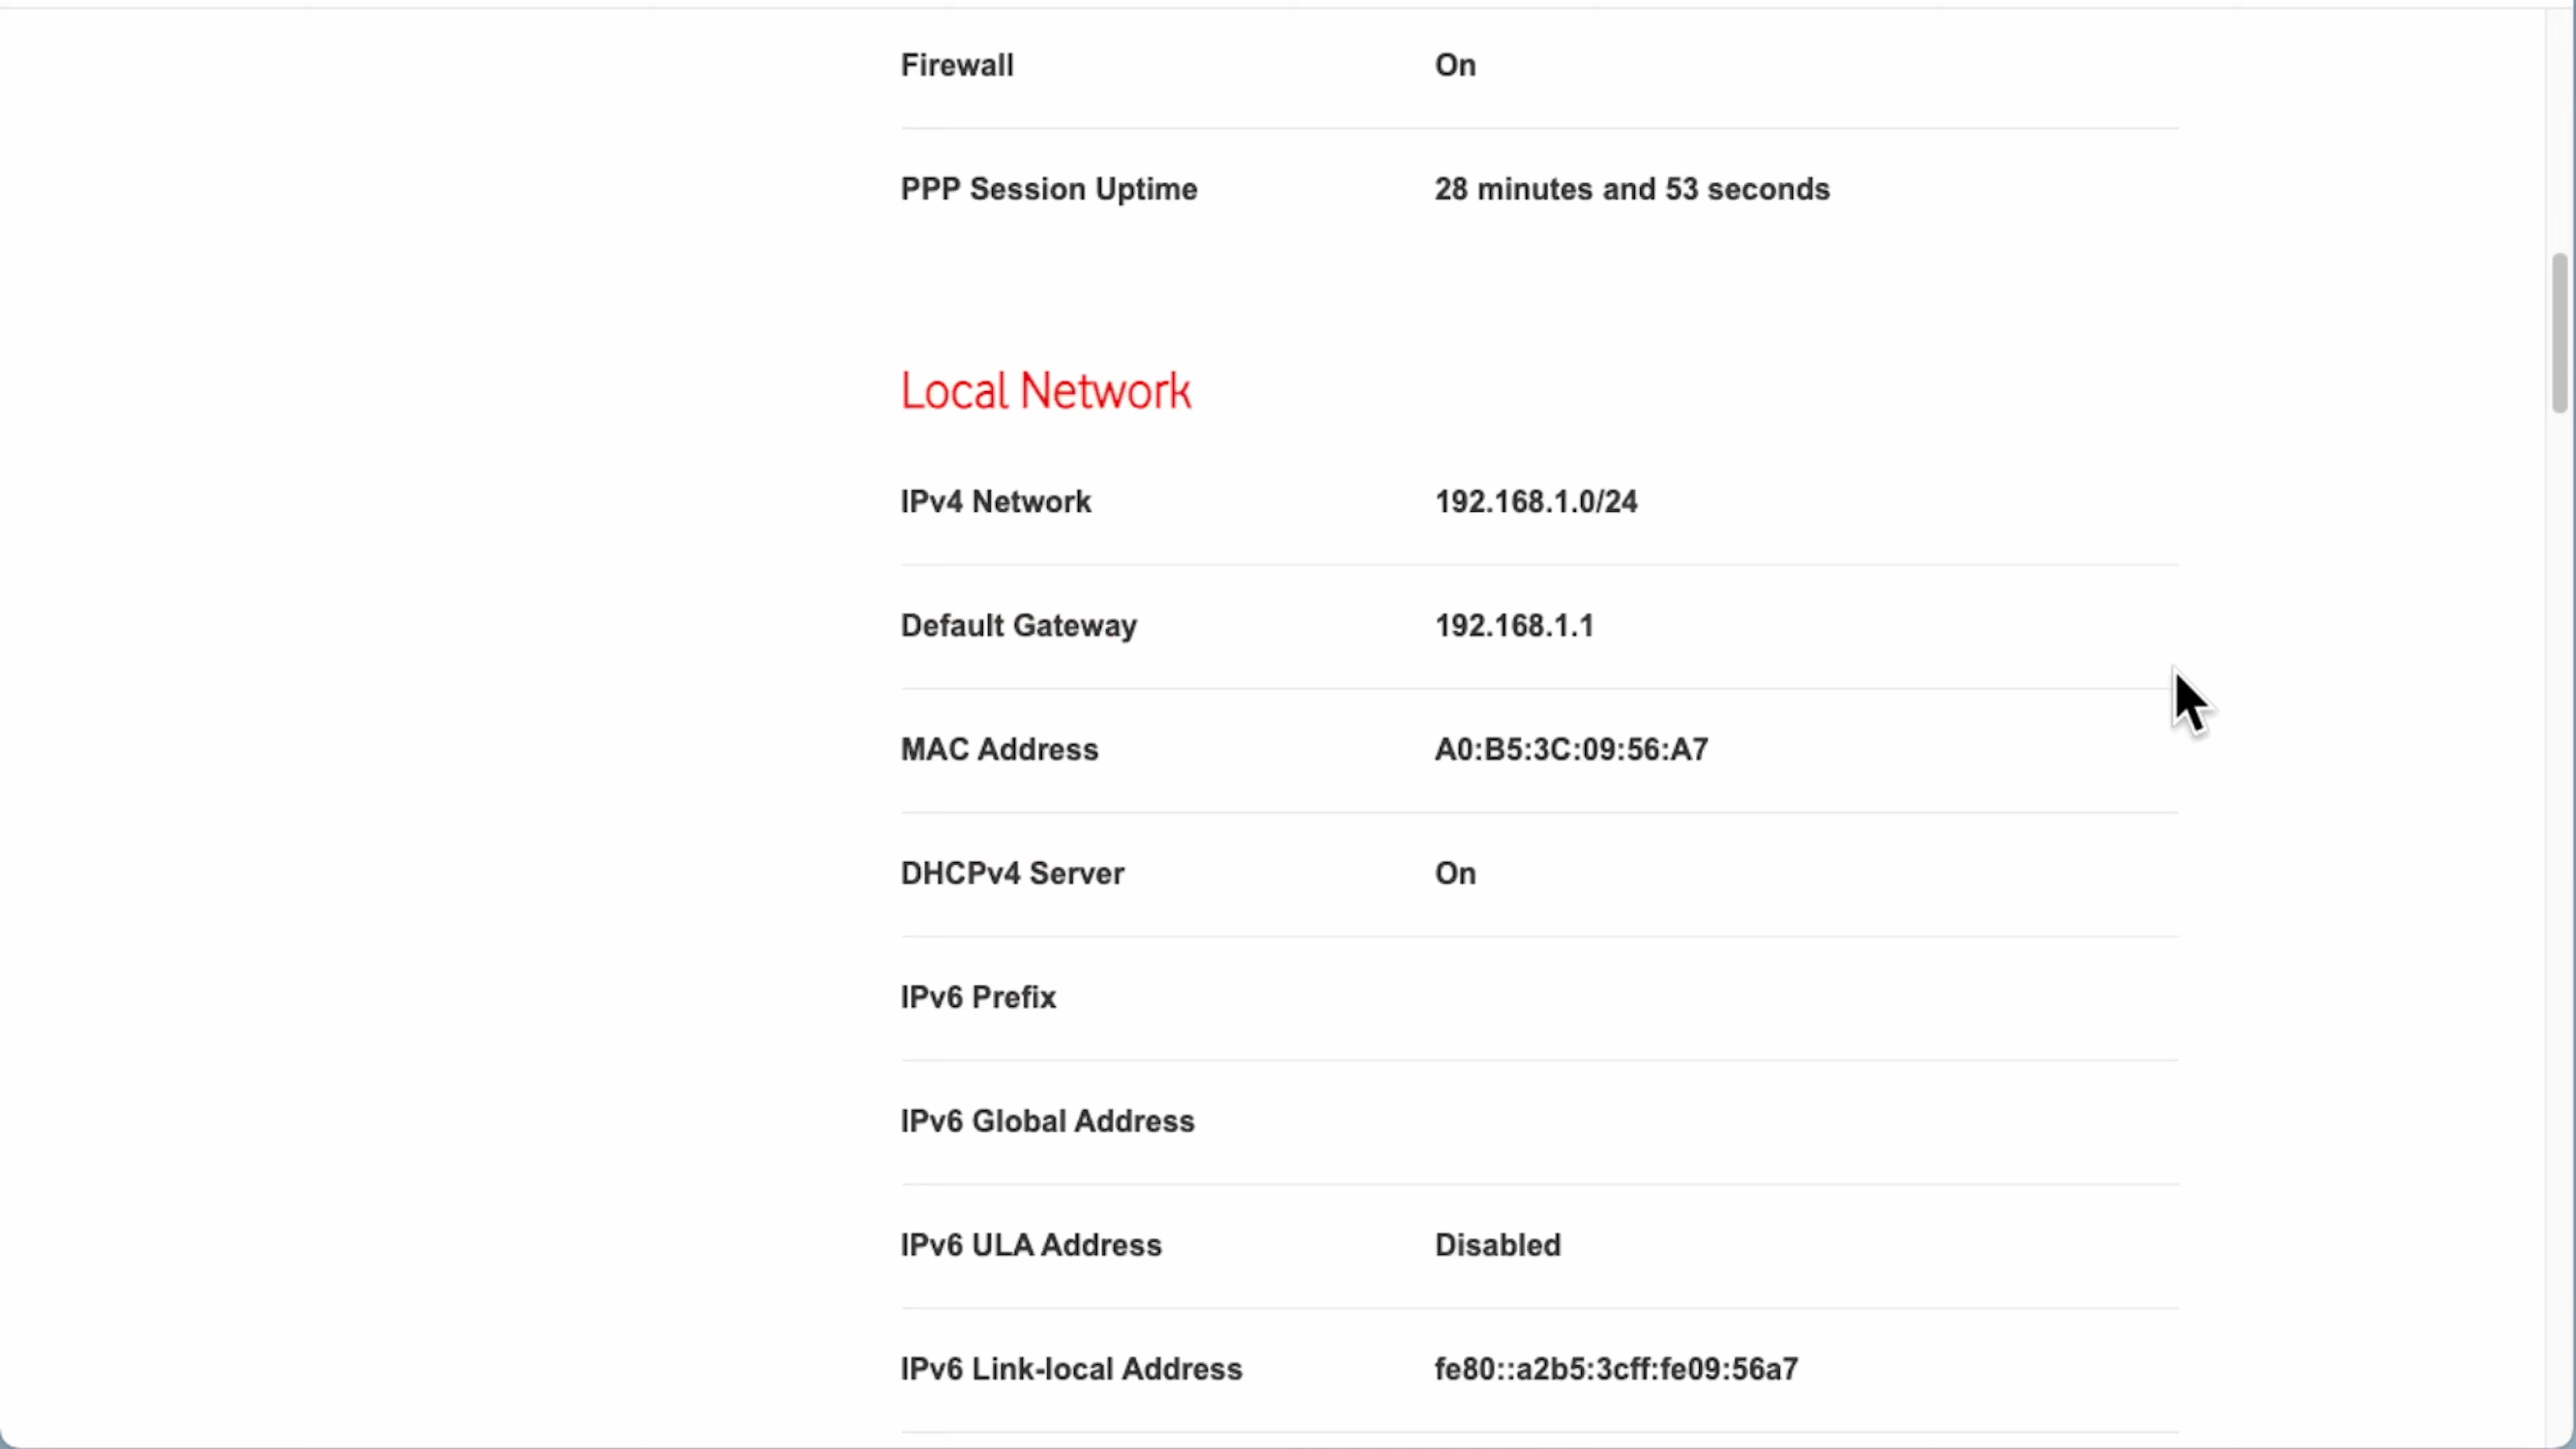 Firewall On
PPP Session Uptime 28 minutes and 53 seconds
Local Network
IPv4 Network 192.168.1.0/24
Default Gateway 192.168.1.1
MAC Address A0:B5:3C:09:56:A7
DHCPv4 Server On
IPv6 Prefix
IPv6 Global Address
IPv6 ULA Address Disabled
IPv6 Link-local Address fe80::a2b5:3cff:fe09:56a7